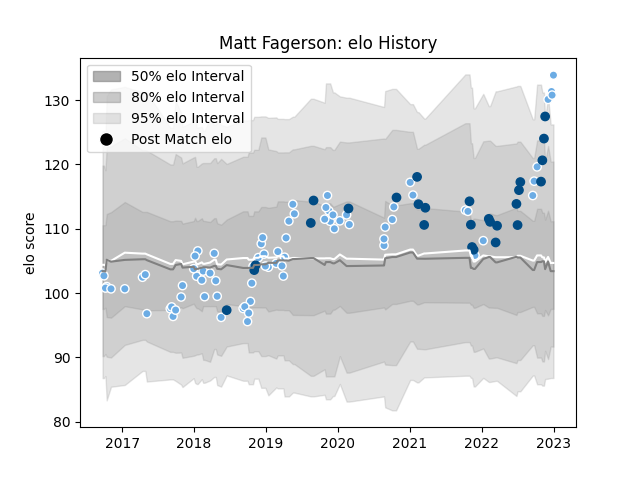 Matt Fagerson: elo History
50% elo Interval
80% elo Interval
95% elo Interval
Post Match elo
elo score
130
120
110
100
90
80
2017 2018 2019 2020 2021 2022 2023